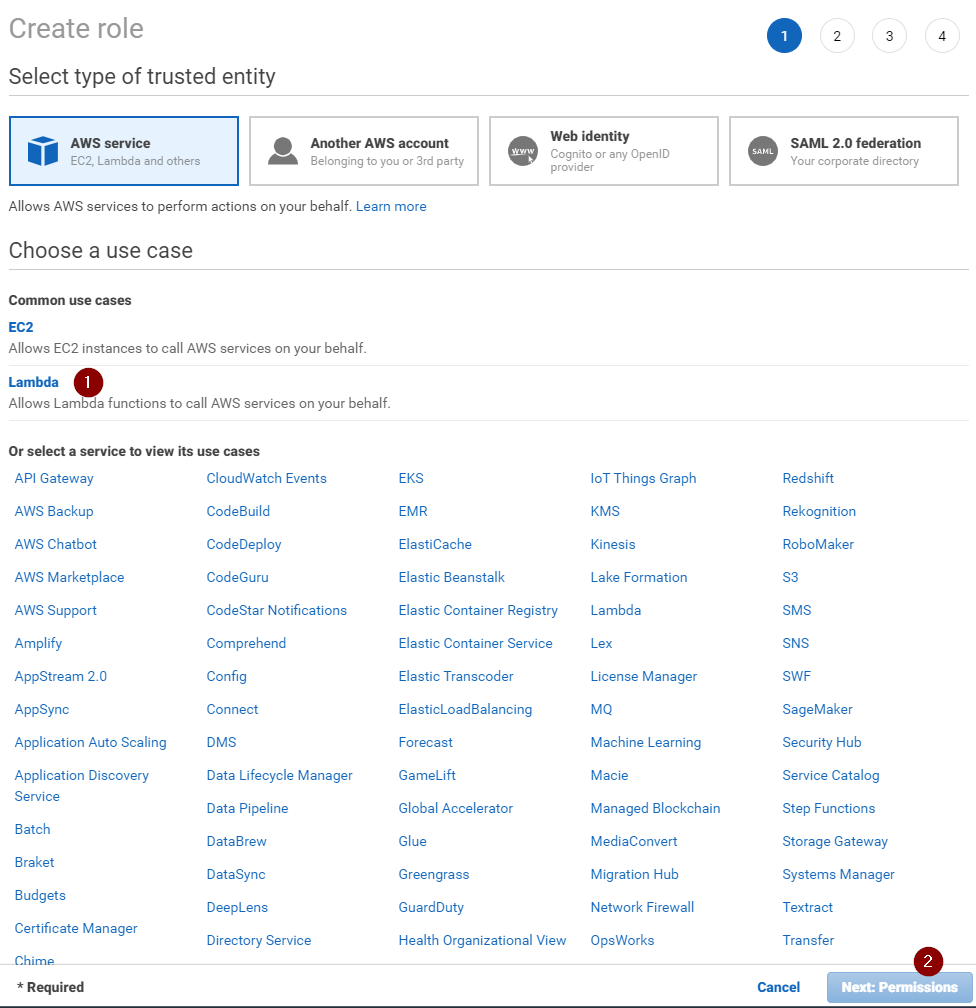 Create role
1 2 3 4
Select type of trusted entity
AWS service
EC2, Lambda and others
Another AWS account
Belonging to you or 3rd party
www
Web identity
Cognito or any OpenID
provider
SAML
SAML 2.0 federation
Your corporate directory
Allows AWS services to perform actions on your behalf. Learn more
Choose a use case
Common use cases
EC2
Allows EC2 instances to call AWS services on your behalf.
Lambda 1
Allows Lambda functions to call AWS services on your behalf.
Or select a service to view its use cases
API Gateway
AWS Backup
AWS Chatbot
AWS Marketplace
AWS Support
Amplify
AppStream 2.0
AppSync
Application Auto Scaling
Application Discovery
Service
Batch
Braket
Budgets
Certificate Manager
Chime
CloudWatch Events
CodeBuild
CodeDeploy
CodeGuru
CodeStar Notifications
Comprehend
Config
Connect
DMS
Data Lifecycle Manager
Data Pipeline
DataBrew
DataSync
DeepLens
Directory Service
EKS
EMR
ElastiCache
Elastic Beanstalk
Elastic Container Registry
Elastic Container Service
Elastic Transcoder
ElasticLoadBalancing
Forecast
GameLift
Global Accelerator
Glue
Greengrass
GuardDuty
Health Organizational View
IoT Things Graph
KMS
Kinesis
Lake Formation
Lambda
Lex
License Manager
MQ
Machine Learning
Macie
Managed Blockchain
MediaConvert
Migration Hub
Network Firewall
OpsWorks
Redshift
Rekognition
RoboMaker
S3
SMS
SNS
SWF
SageMaker
Security Hub
Service Catalog
Step Functions
Storage Gateway
Systems Manager
Textract
Transfer
2
* Required
Cancel
Next: Permissions